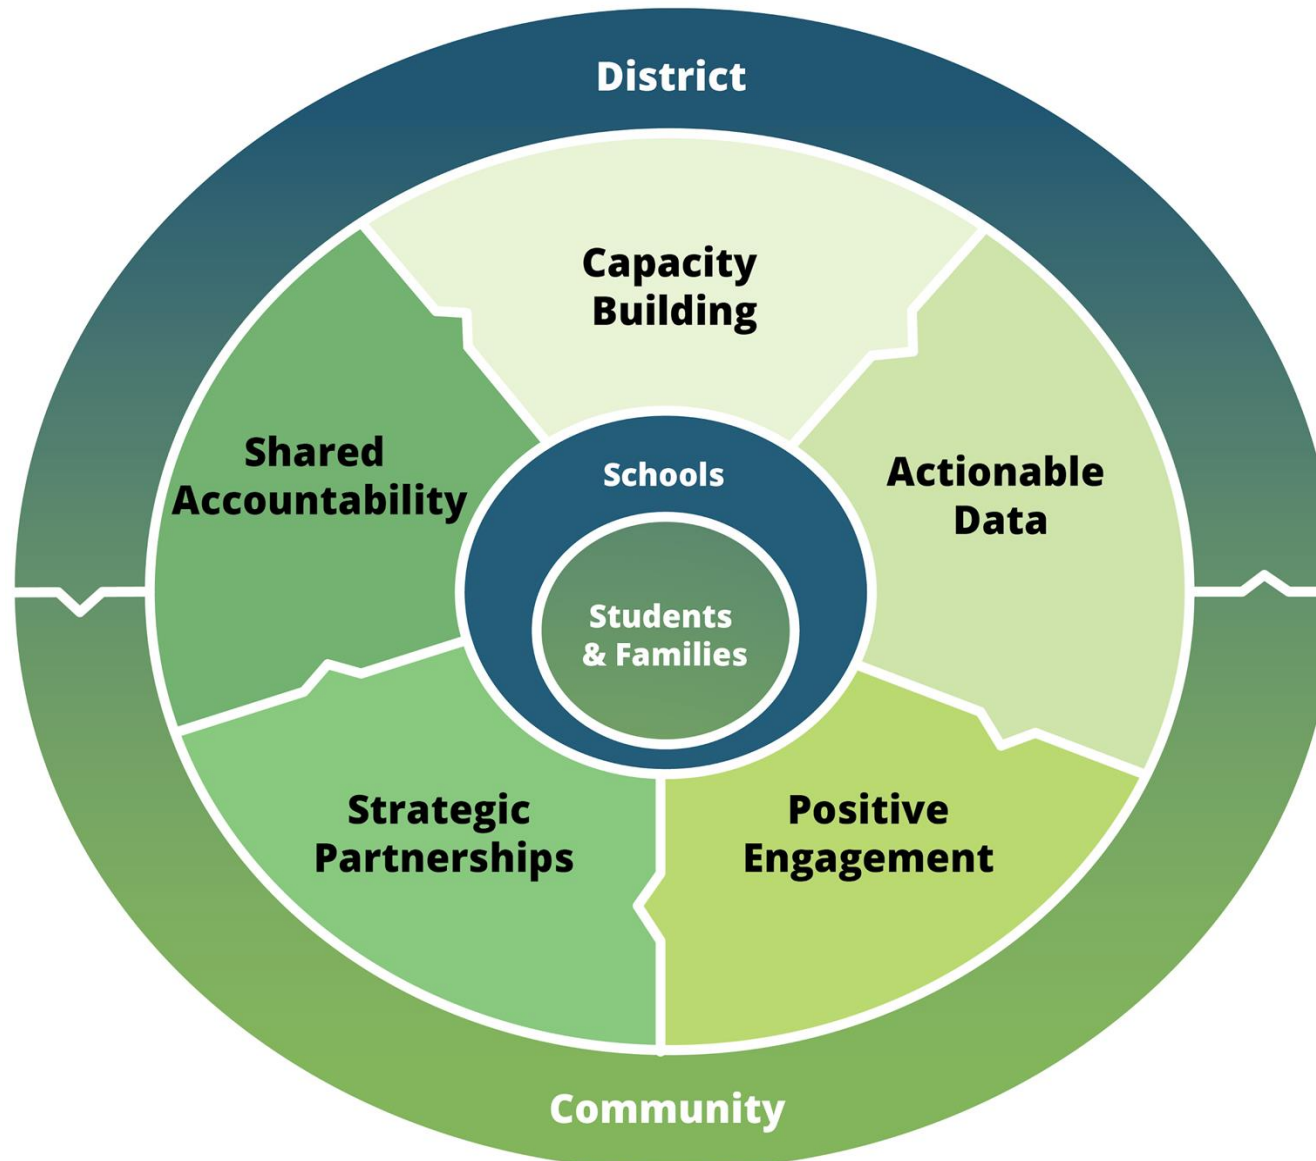 District
Capacity
Building
Shared
Accountability
Actionable
Data
Schools
Students
& Families
Strategic
Partnerships
Positive
Engagement
Community